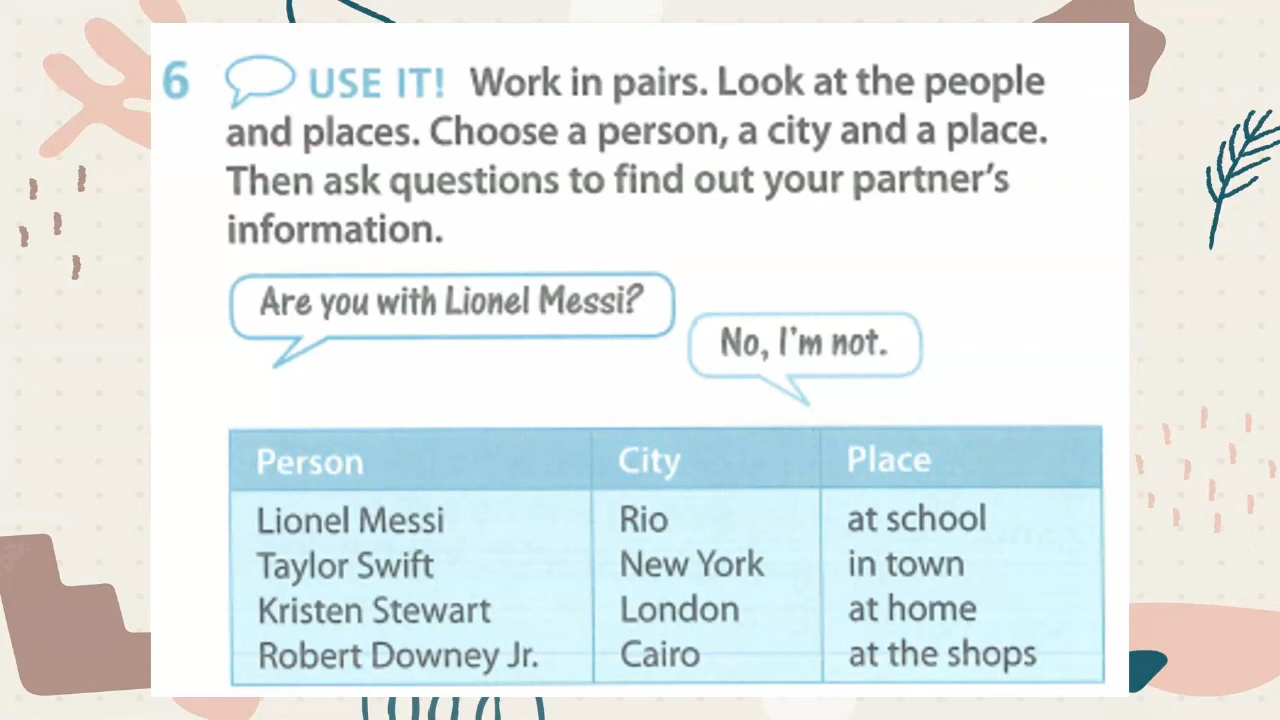 6 USE IT! Work in pairs. Look at the people
and places. Choose a person, a city and a place.
Then ask questions to find out your partner's
information.
Are you with Lionel Messi?
No, I'm not.
Person City Place
Lionel Messi Rio at school
Taylor Swift New York in town
Kristen Stewart London at home
Robert Downey Jr. Cairo at the shops